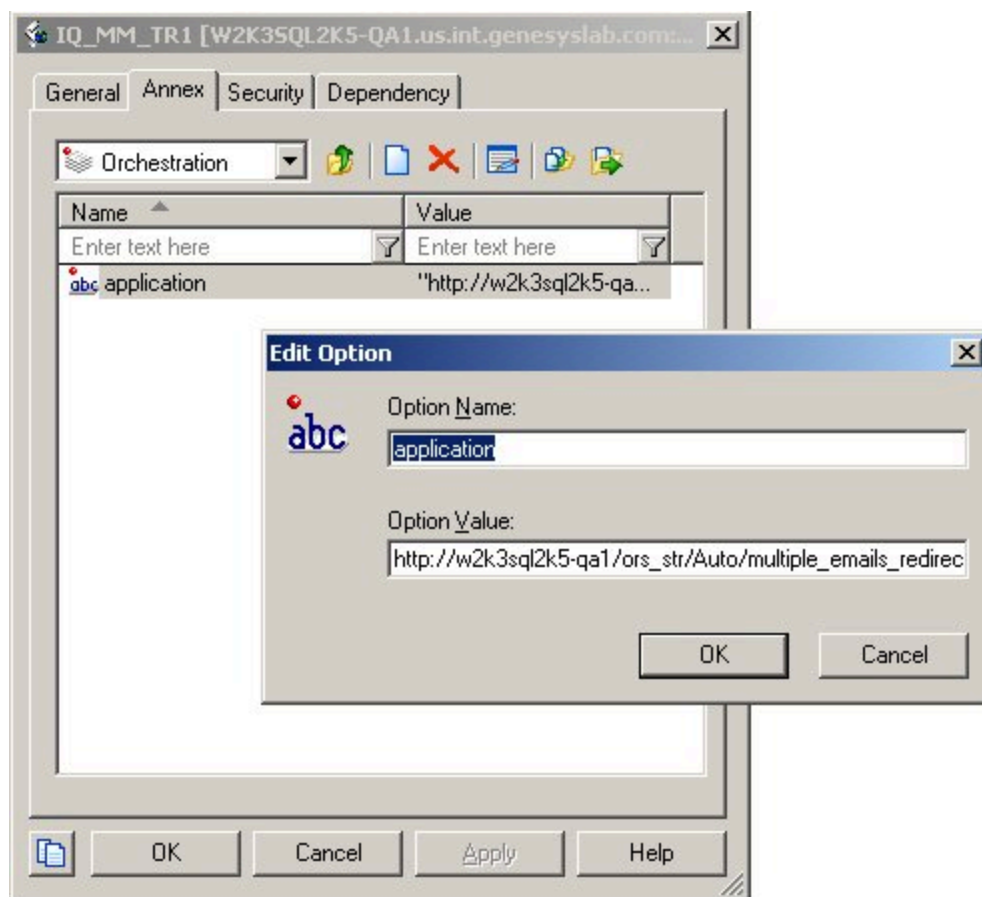 IQ_MM_TR1 [W2K3SQL2K5-QA1.us.int.genesyslab.com:...
General Annex Security Dependency
Orchestration
Name Value
Enter text here Enter text here
abc application "http://w2k3sql2k5-qa...
Edit Option
abc
Option Name:
application
Option Value:
http://w2k3sql2k5-qa1/ors_str/Auto/multiple_emails_redirec
OK Cancel
OK Cancel Apply Help